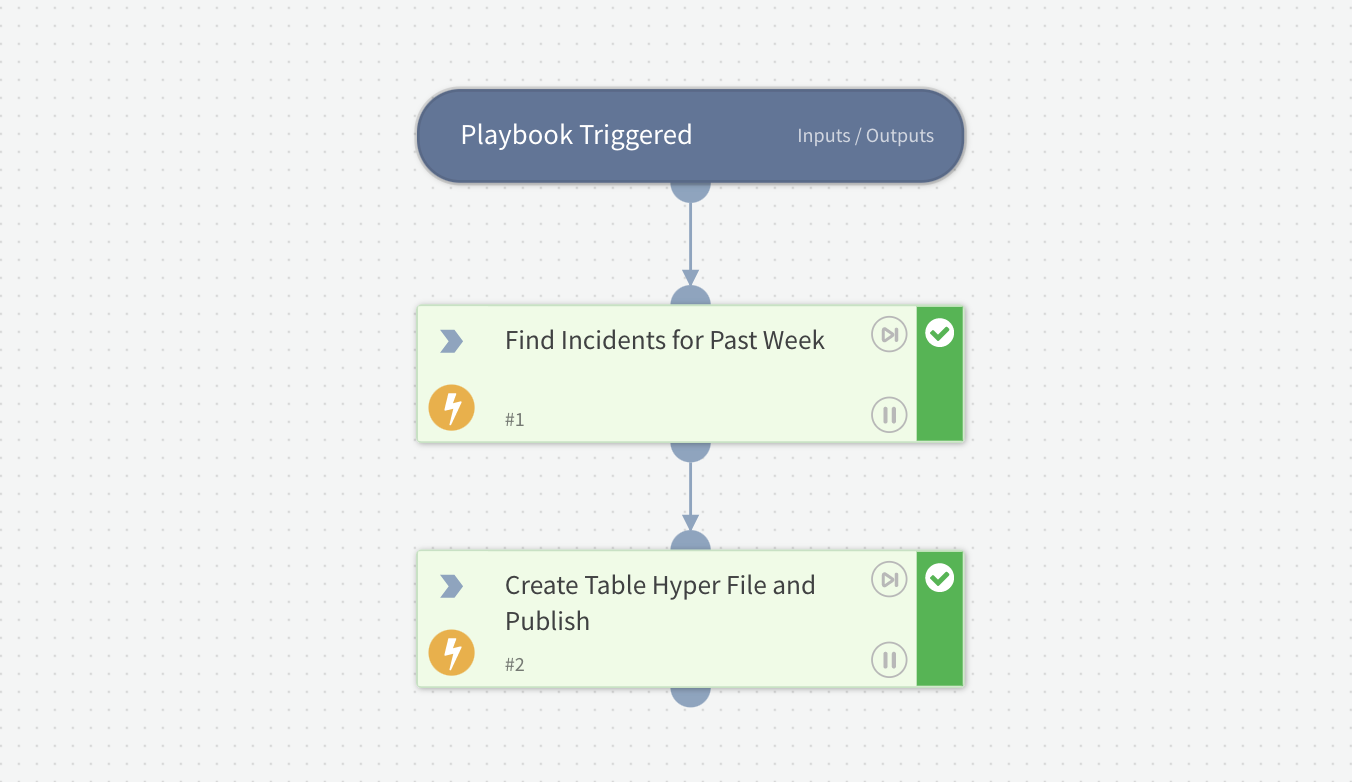 Playbook Triggered
Inputs / Outputs
Find Incidents for Past Week
#1
Create Table Hyper File and
Publish
#2